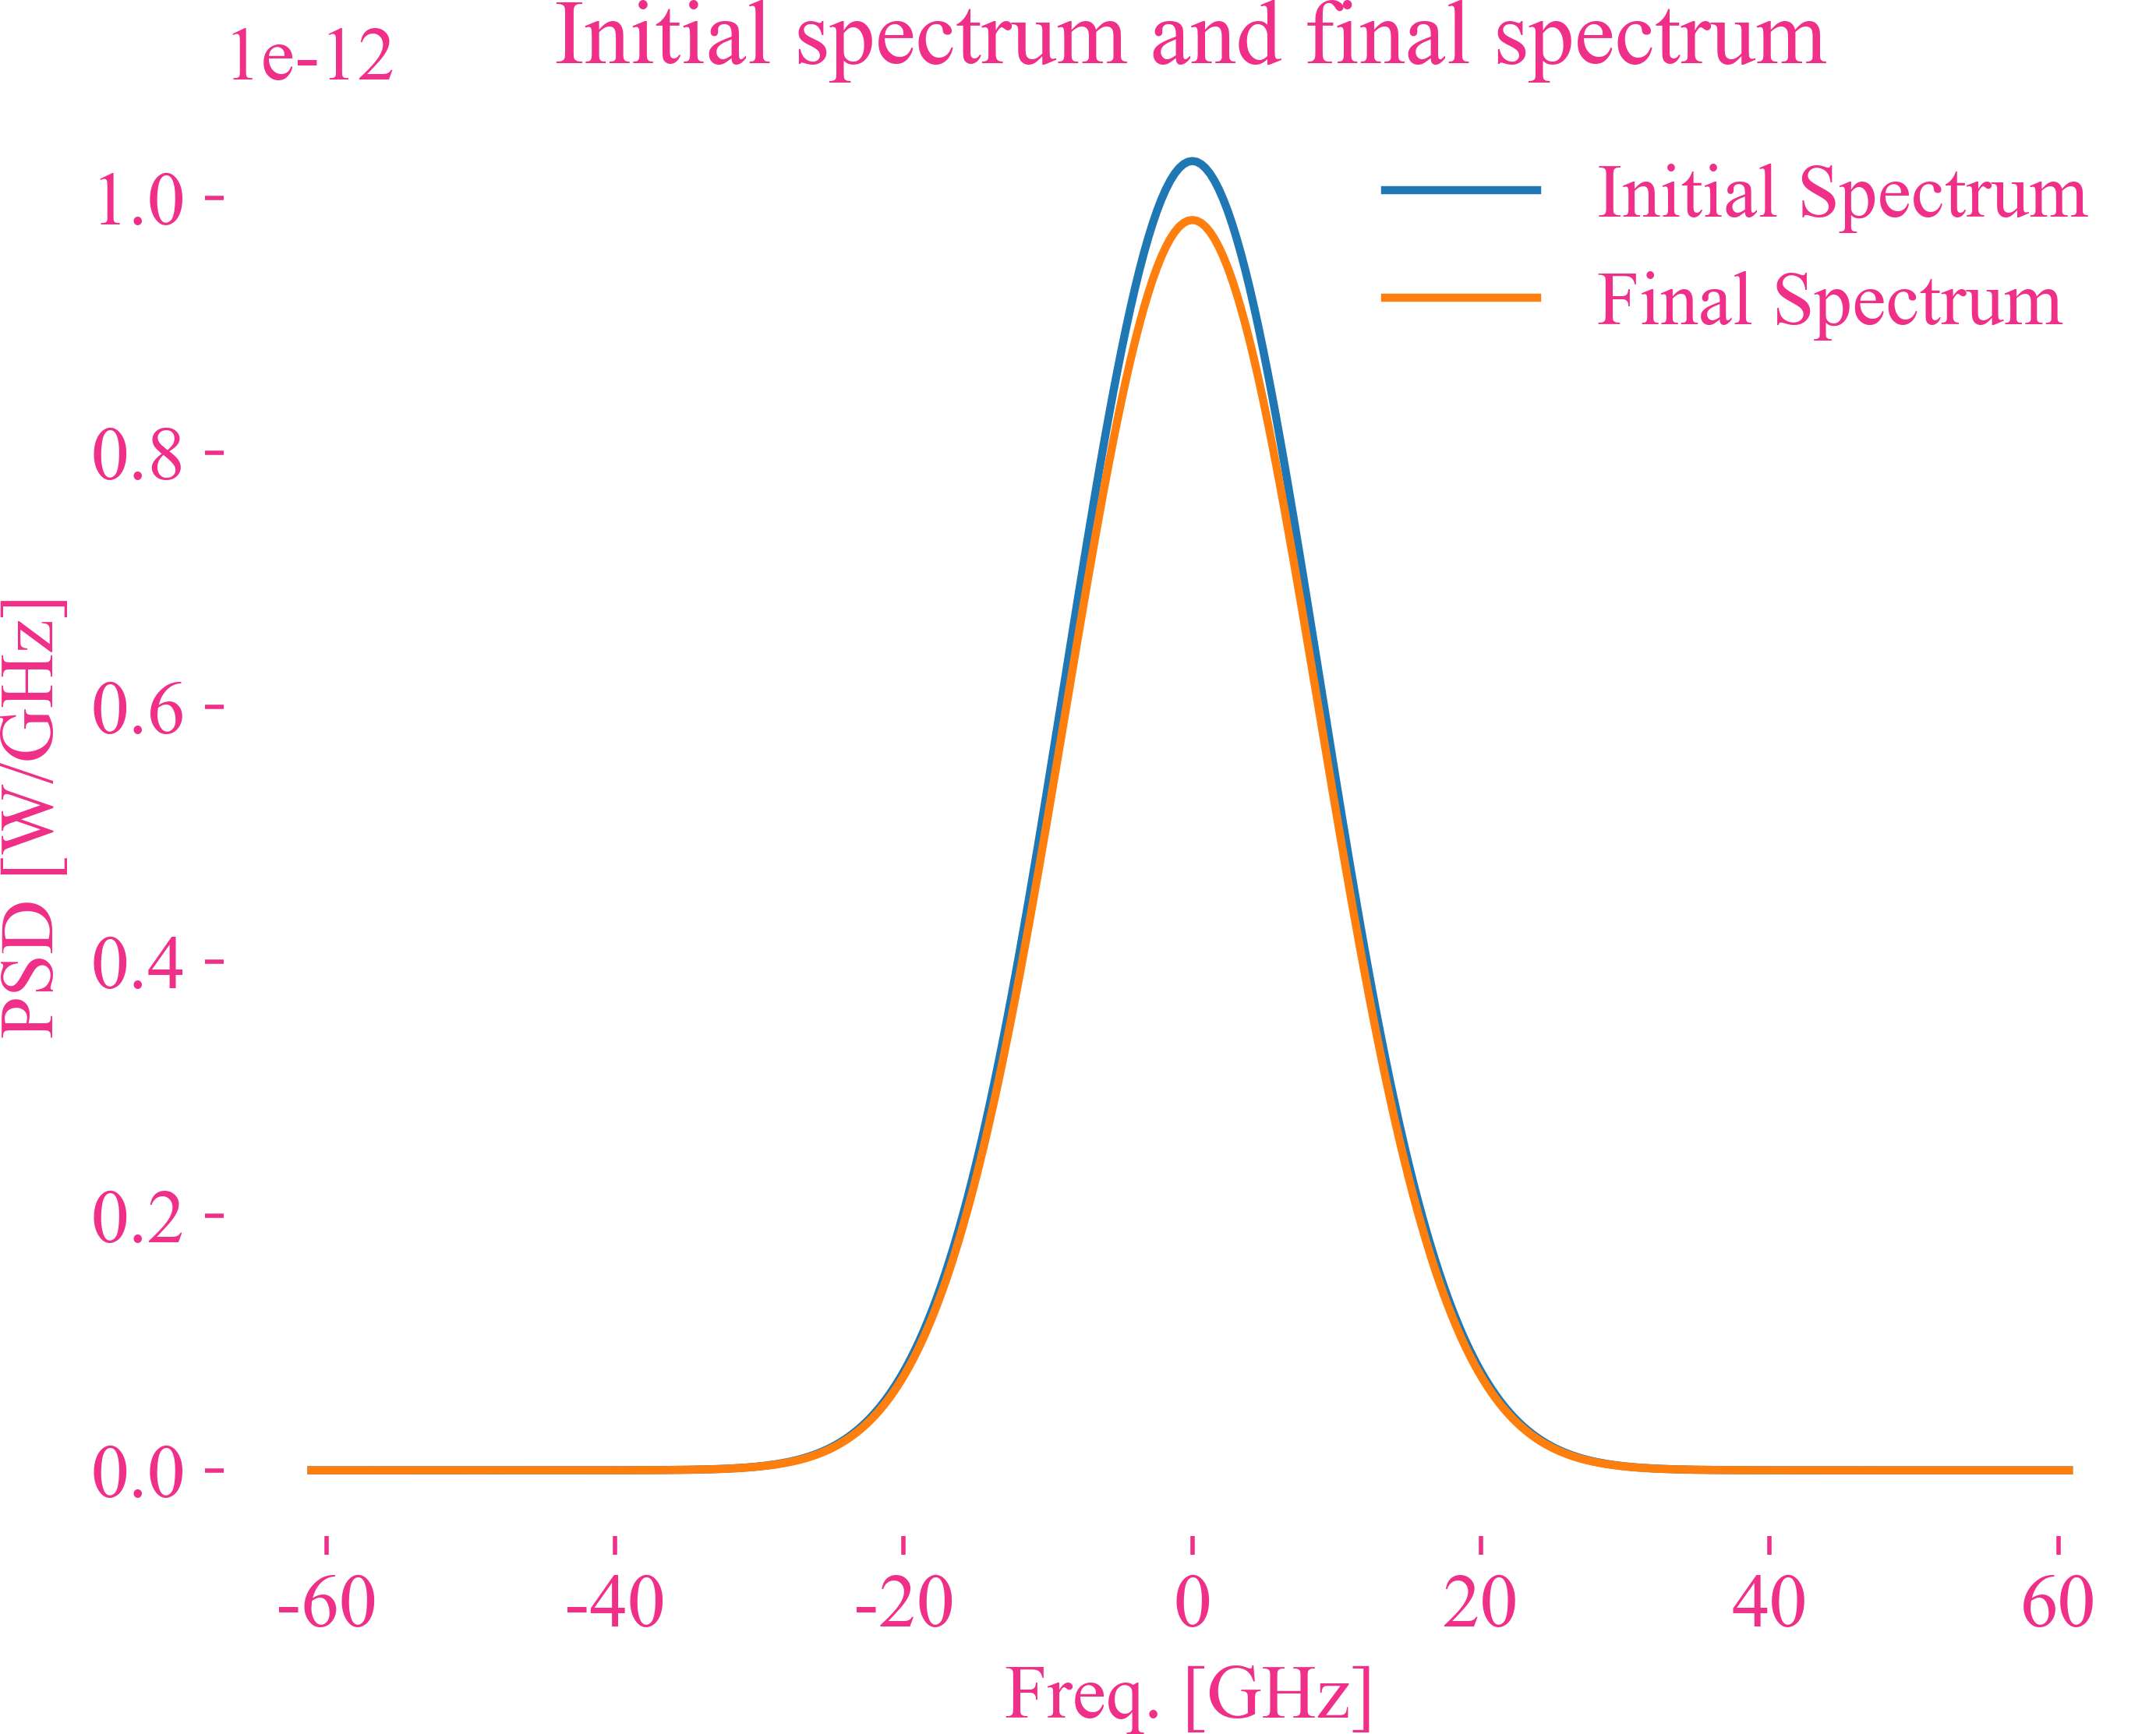 Initial spectrum and final spectrum
1e-12
Initial Spectrum
Final Spectrum
1.0
0.8
0.6
0.4
0.2
0.0
PSD [W/GHz]
-60 -40 -20 0 20 40 60
Freq. [GHz]